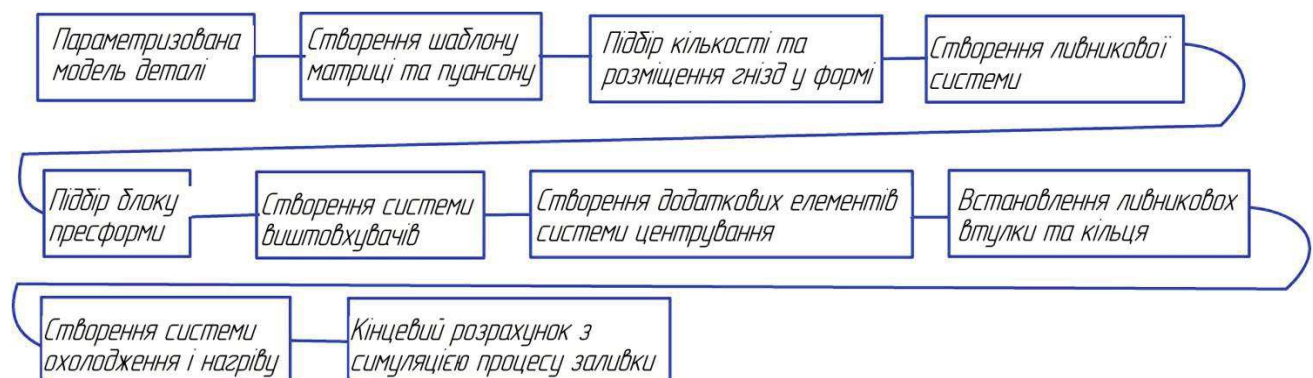 Параметризована
модель деталі
Створення шаблону
матриці та пуансону
Підбір кількості та
розміщення гнізд у формі
Створення ливникової
системи
Підбір блоку
пресформи
Створення системи
виштовхувачів
Створення додаткових елементів
системи центрування
Встановлення ливникових
втулки та кільця
Створення системи
охолодження і нагріву
Кінцевий розрахунок з
симуляцією процесу заливки